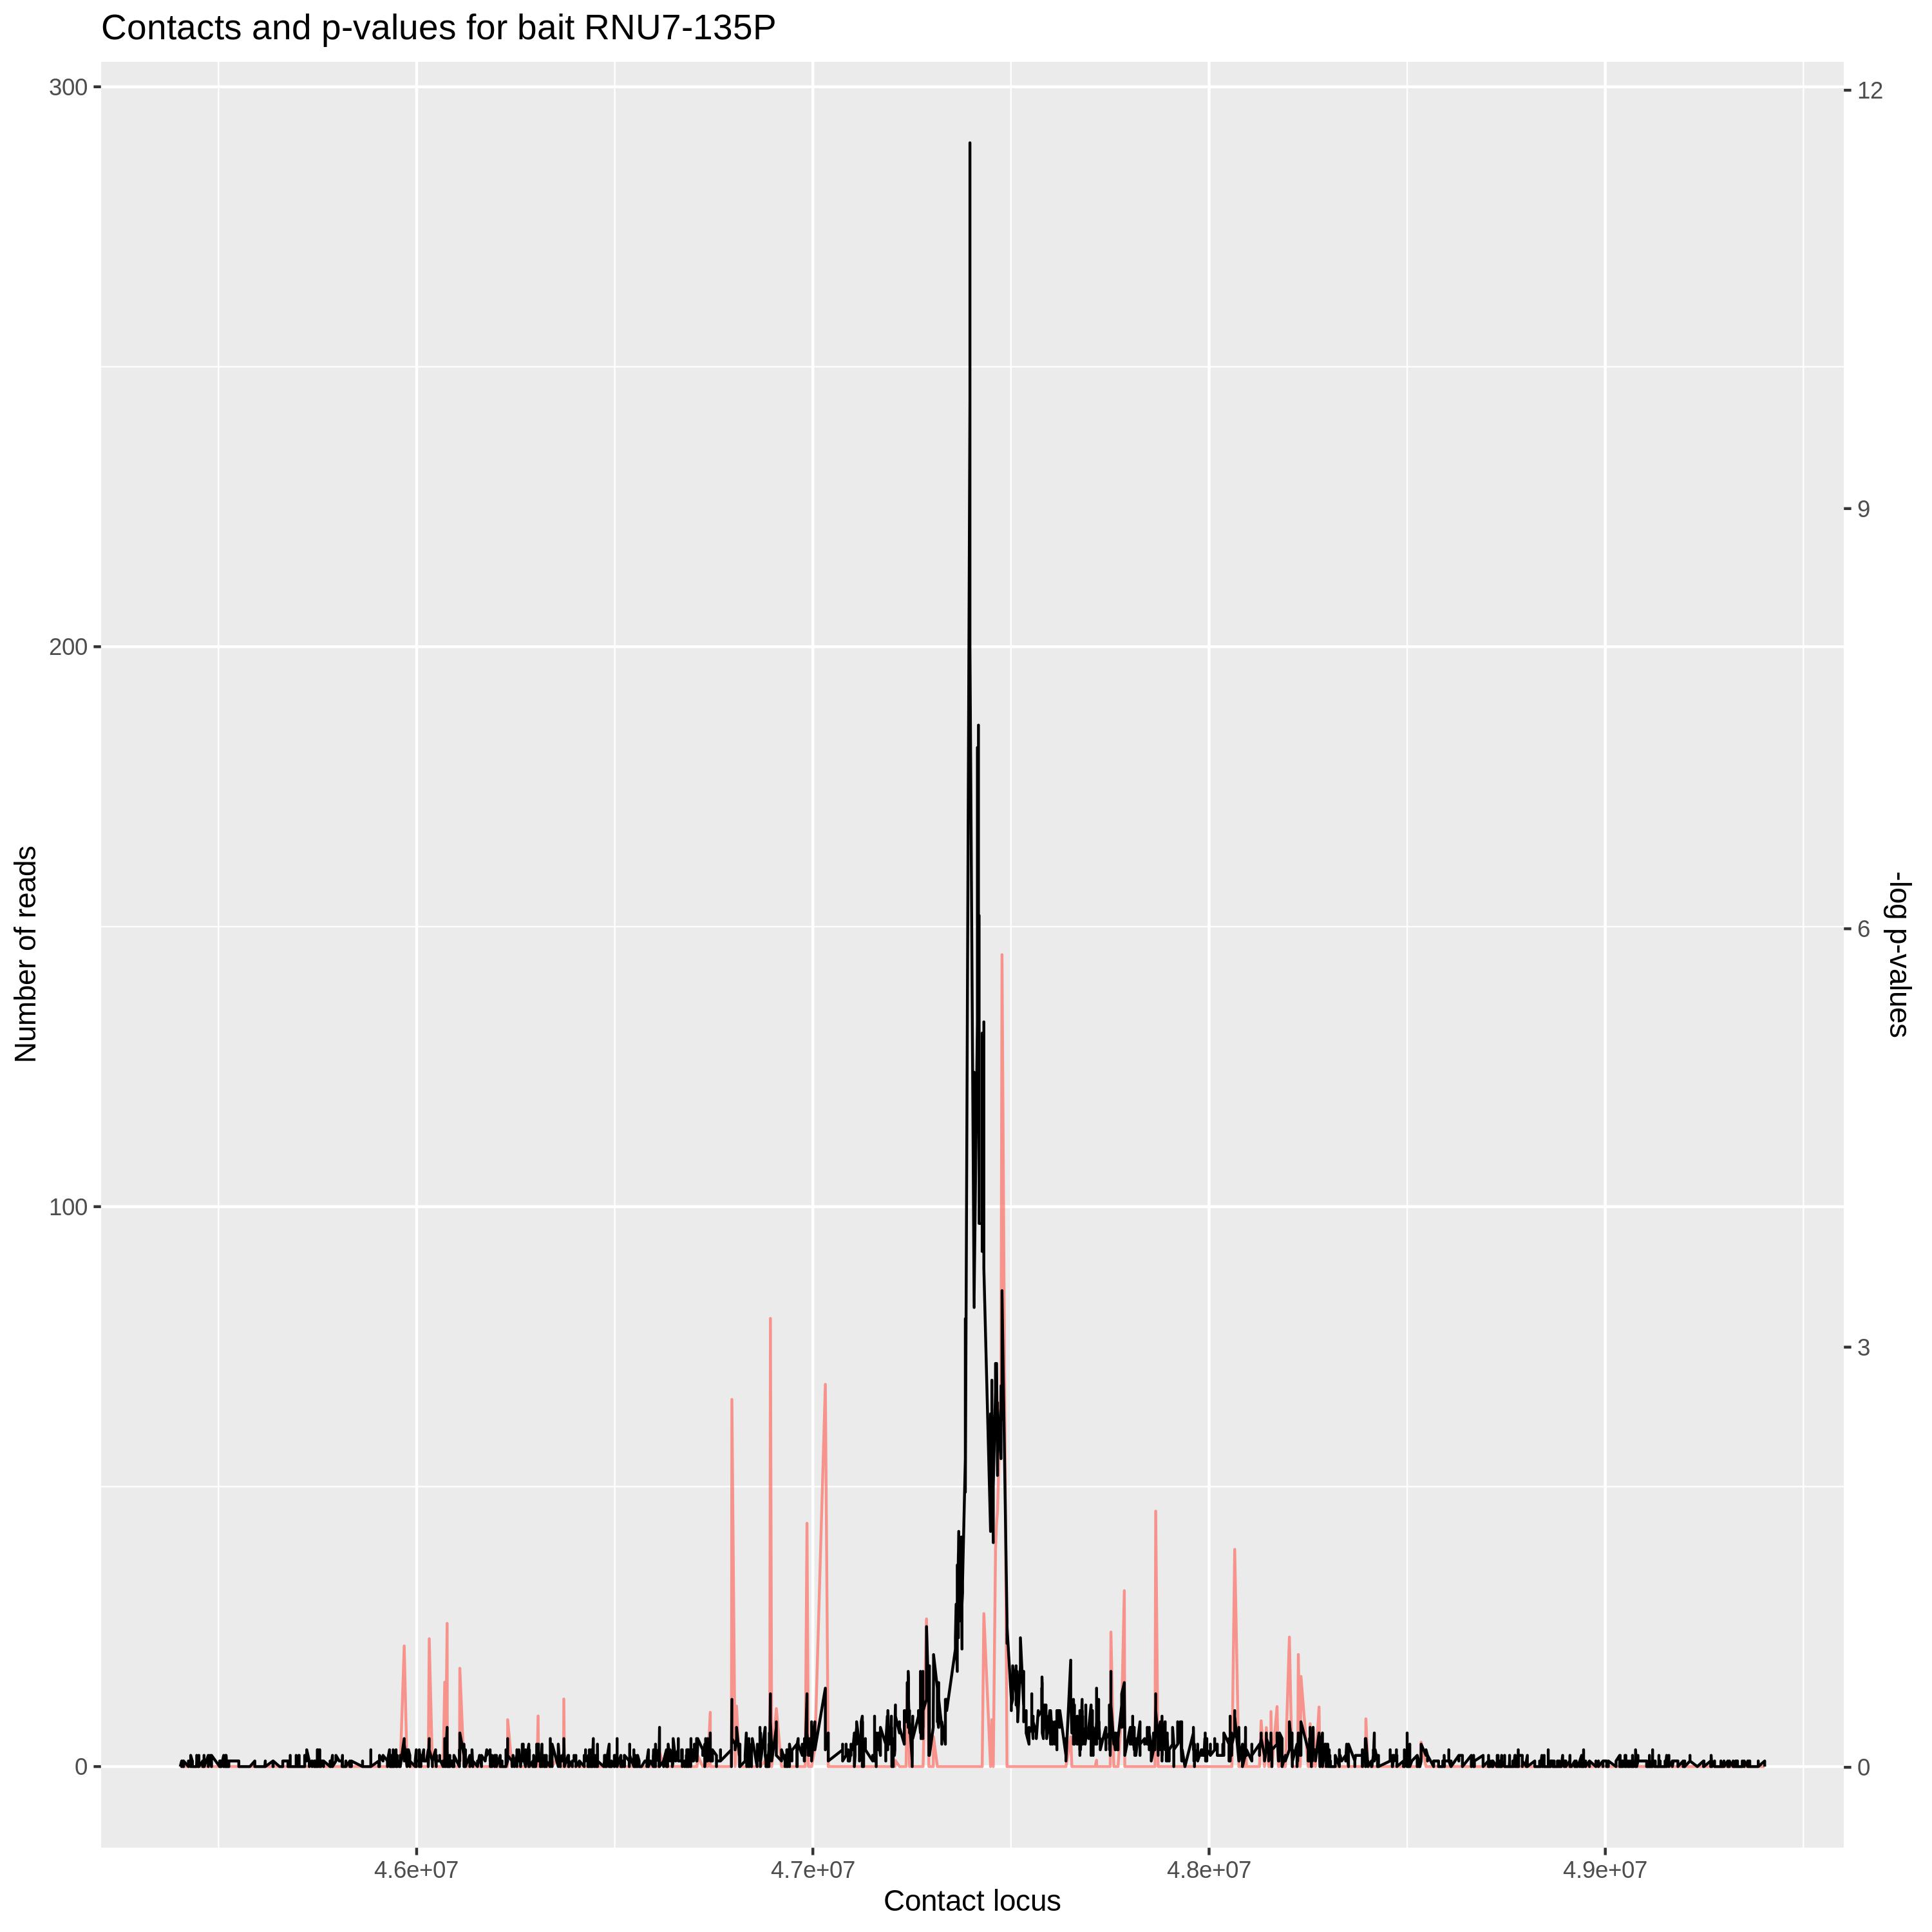 Contacts and p-values for bait RNU7-135P
300
200
100
0
Number of reads
12
9
6
3
0
-log p-values
4.6e+07 4.7e+07 4.8e+07 4.9e+07
Contact locus